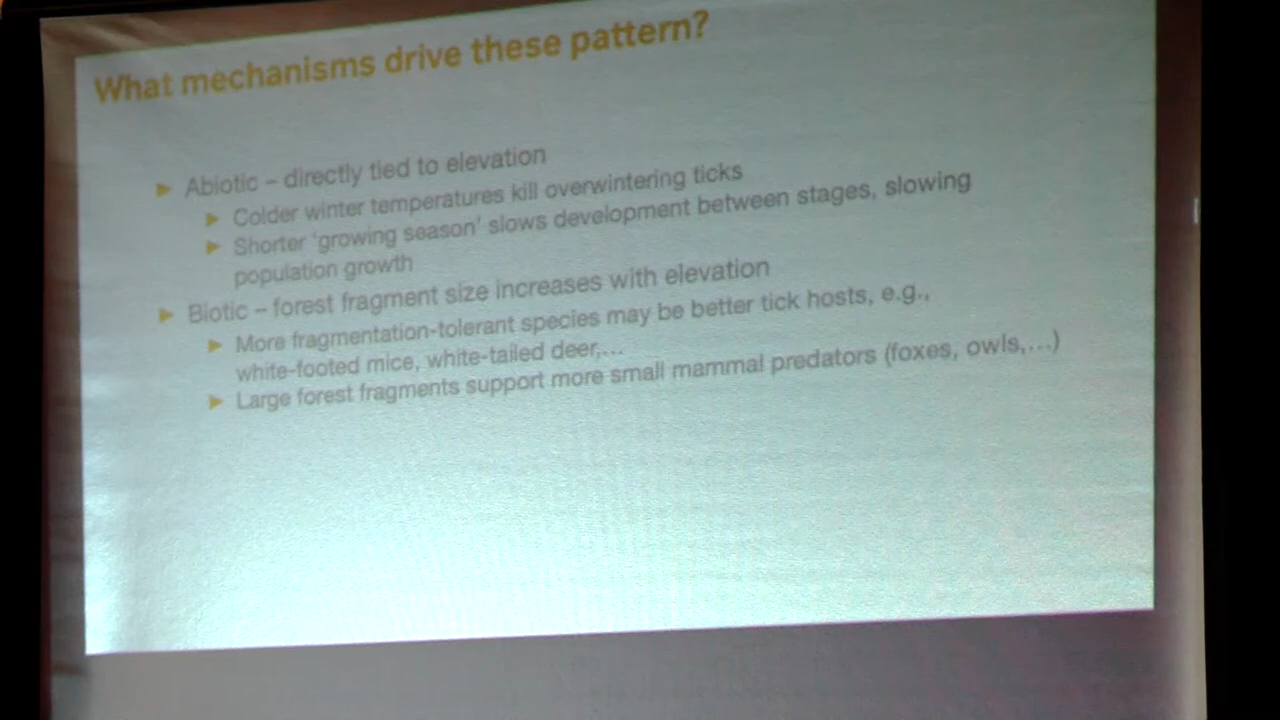 What mechanisms drive these pattern?
Abiotic – directly tied to elevation
Colder winter temperatures kill overwintering ticks
Shorter 'growing season' slows development between stages, slowing
population growth
Biotic – forest fragment size increases with elevation
More fragmentation-tolerant species may be better tick hosts, e.g.,
white-footed mice, white-tailed deer,...
Large forest fragments support more small mammal predators (foxes, owls,...)